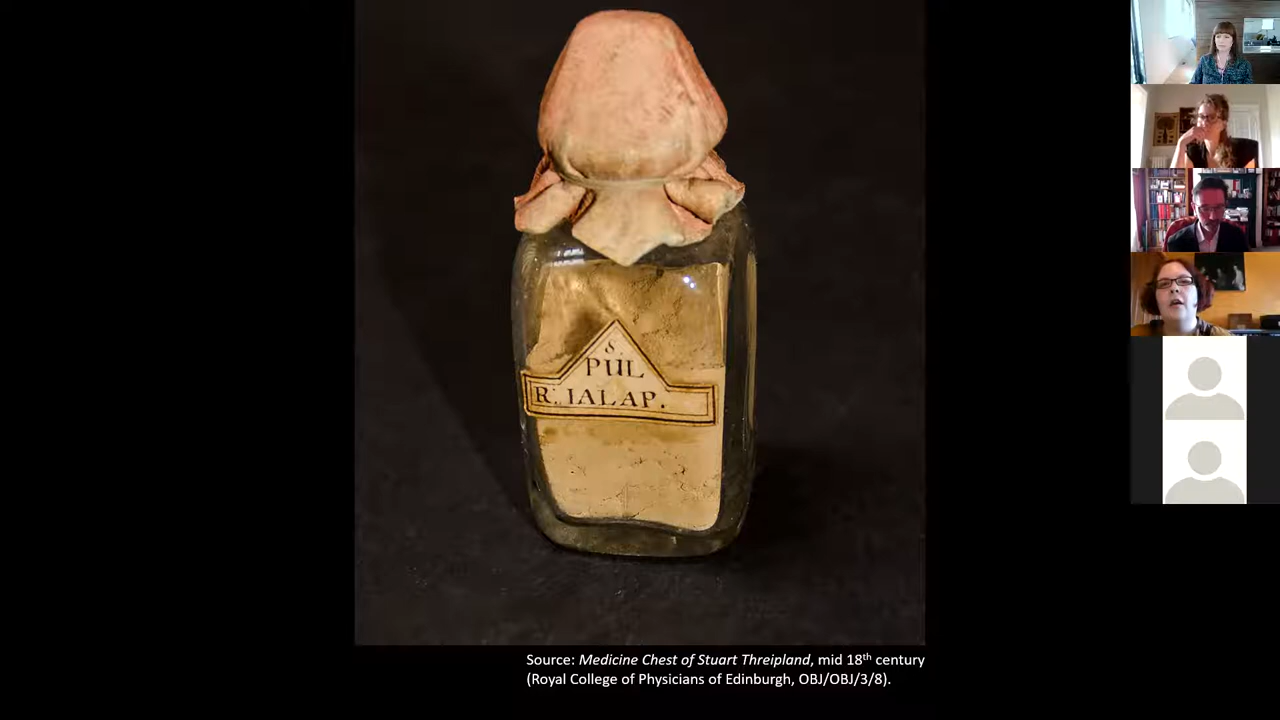 8.
PUL
R. IALAP.
Source: Medicine Chest of Stuart Threipland, mid 18th century
(Royal College of Physicians of Edinburgh, OBJ/OBJ/3/8).